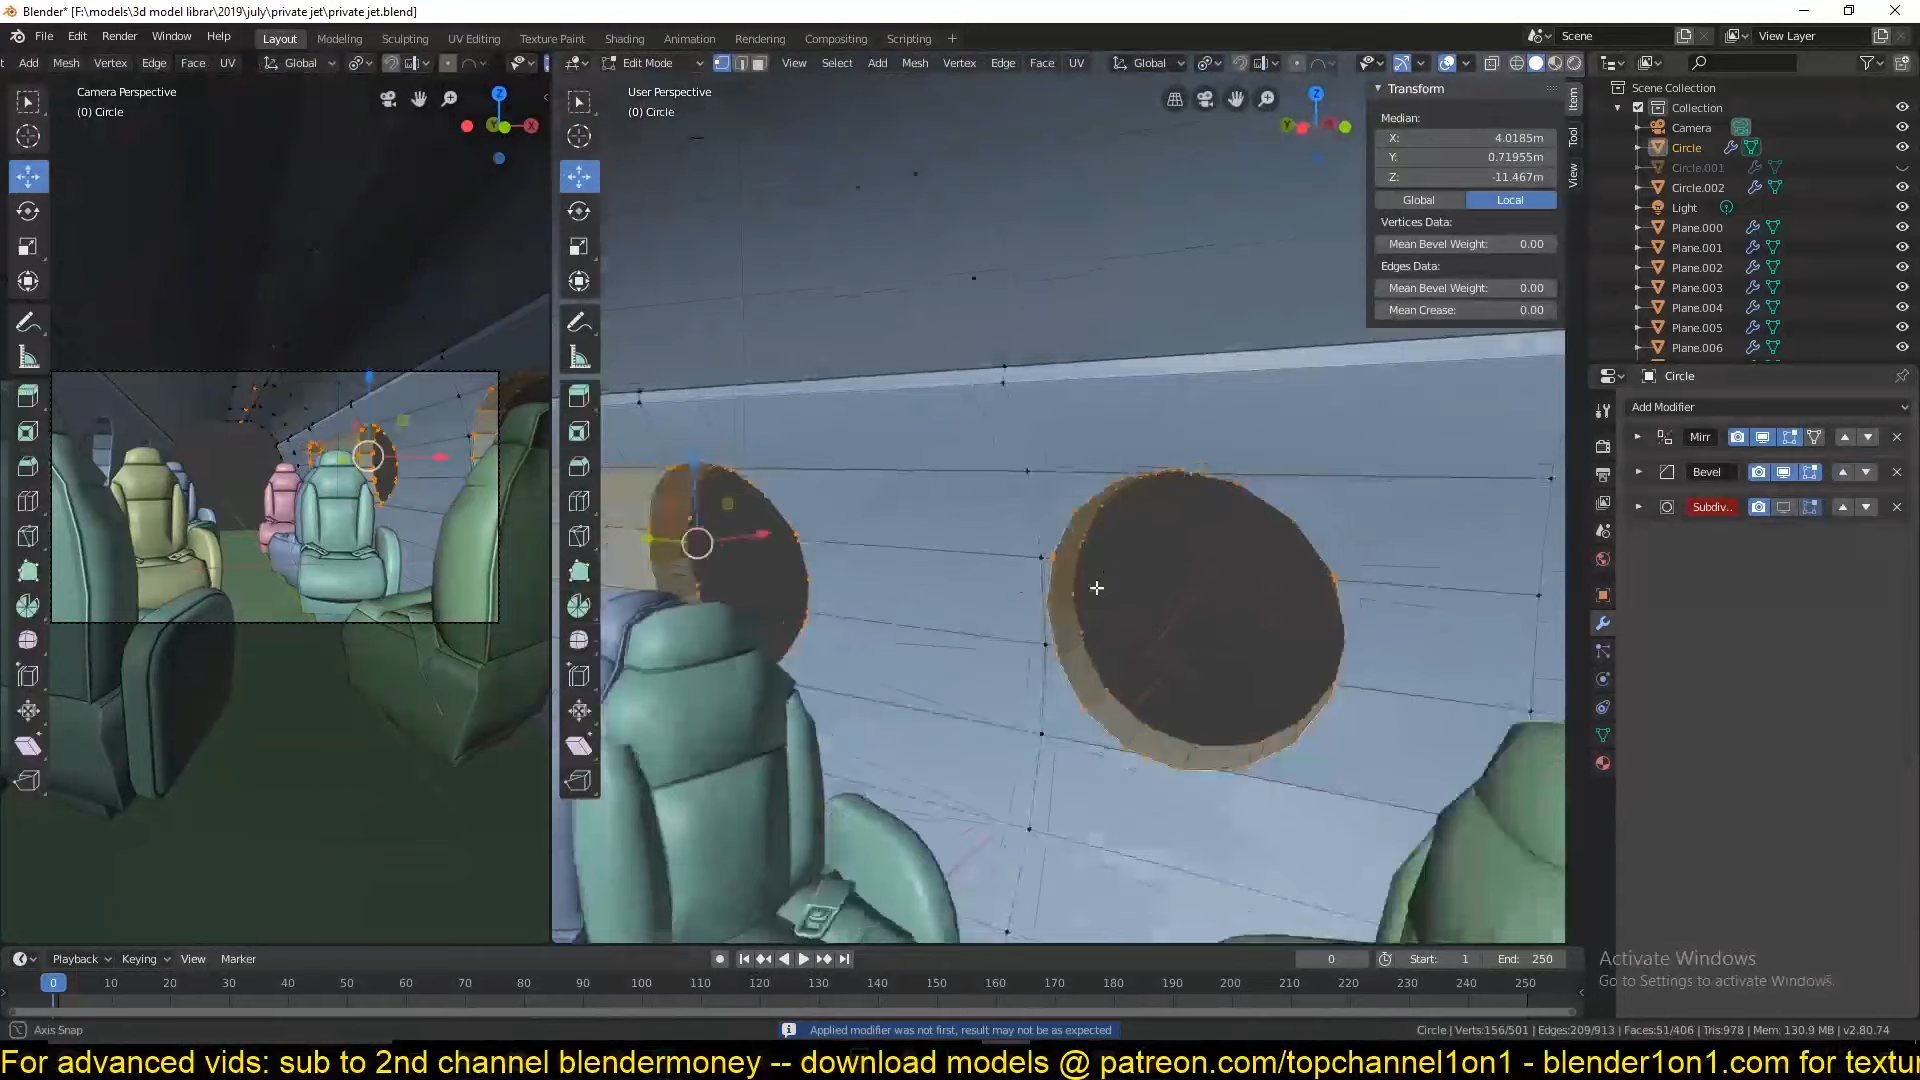 Blender* [F:\models\3d model librar\2019\july\private jet\private jet.blend]
File Edit Render Window Help
Layout Modeling Sculpting UV Editing Texture Paint Shading Animation Rendering Compositing Scripting +
Scene
View Layer
Add Mesh Vertex Edge Face UV Global
Edit Mode View Select Add Mesh Vertex Edge Face UV Global
Camera Perspective
(0) Circle
User Perspective
(0) Circle
Transform
Median:
X: 4.0185m
Y: 0.71955m
Z: -11.467m
Global Local
Vertices Data:
Mean Bevel Weight: 0.00
Edges Data:
Mean Bevel Weight: 0.00
Mean Crease: 0.00
Item
Tool
View
Scene Collection
Collection
Camera
Circle
Circle.001
Circle.002
Light
Plane.000
Plane.001
Plane.002
Plane.003
Plane.004
Plane.005
Plane.006
Circle
Add Modifier
Mirr
Bevel
Subdiv..
Playback Keying View Marker
0 Start: 1 End: 250
0 10 20 30 40 50 60 70 80 90 100 110 120 130 140 150 160 170 180 190 200 210 220 230 240 250
Activate Windows
Go to Settings to activate Windows.
Axis Snap
Applied modifier was not first, result may not be as expected
Circle | Verts:156/501 | Edges:209/913 | Faces:51/406 | Tris:978 | Mem: 130.9 MB | v2.80.74
For advanced vids: sub to 2nd channel blendermoney -- download models @ patreon.com/topchannel1on1 - blender1on1.com for textur